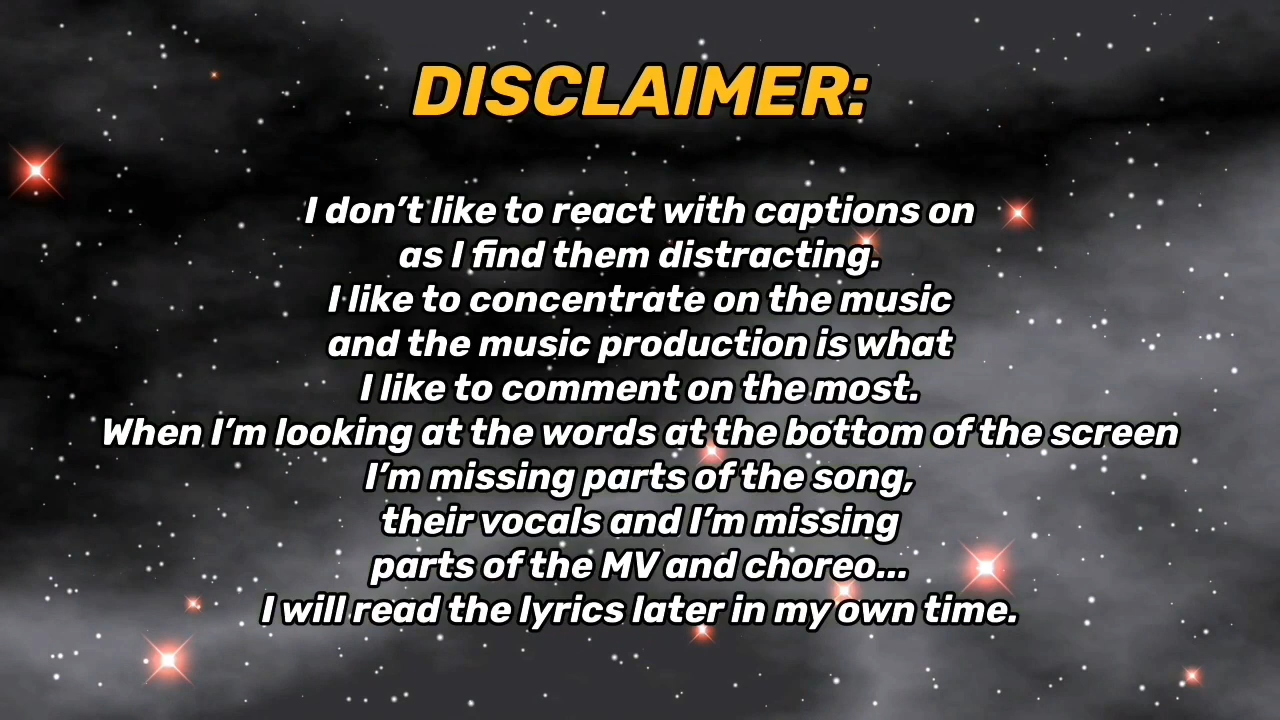 DISCLAIMER:
I don’t like to react with captions on
as I find them distracting.
I like to concentrate on the music
and the music production is what
I like to comment on the most.
When I’m looking at the words at the bottom of the screen
I’m missing parts of the song,
their vocals and I’m missing
parts of the MV and choreo...
I will read the lyrics later in my own time.